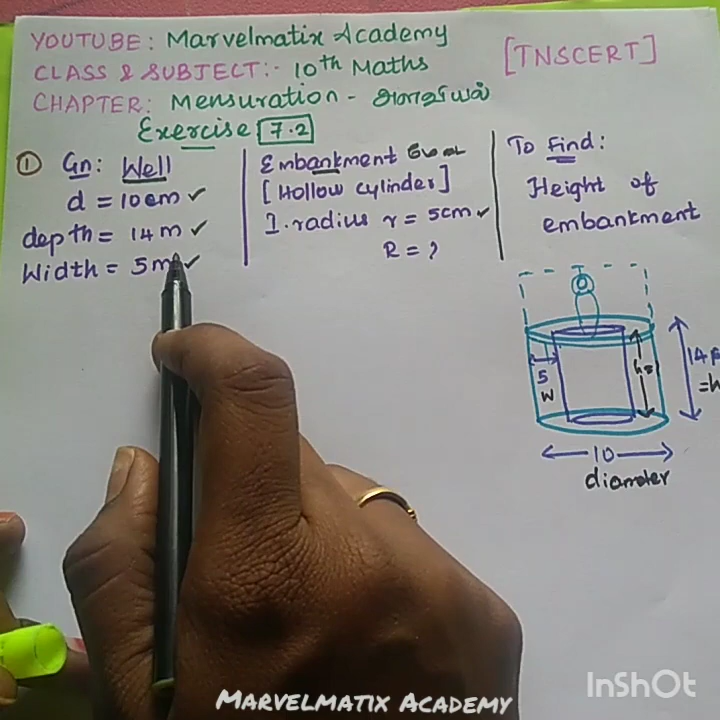 YOUTUBE: Marvelmatix Academy
CLASS & SUBJECT:- 10th Maths
[TNSCERT]
CHAPTER: Mensuration - அளவியல்
Exercise 7.2
① Gn: Well
d = 10cm ✓
depth = 14 m ✓
Width = 5m ✓
Embankment
[Hollow cylinder]
I. radius r = 5cm ✓
R = ?
To Find:
Height of
embankment
5
W
h=
14
=h
10
diameter
InShOt
MARVELMATIX ACADEMY